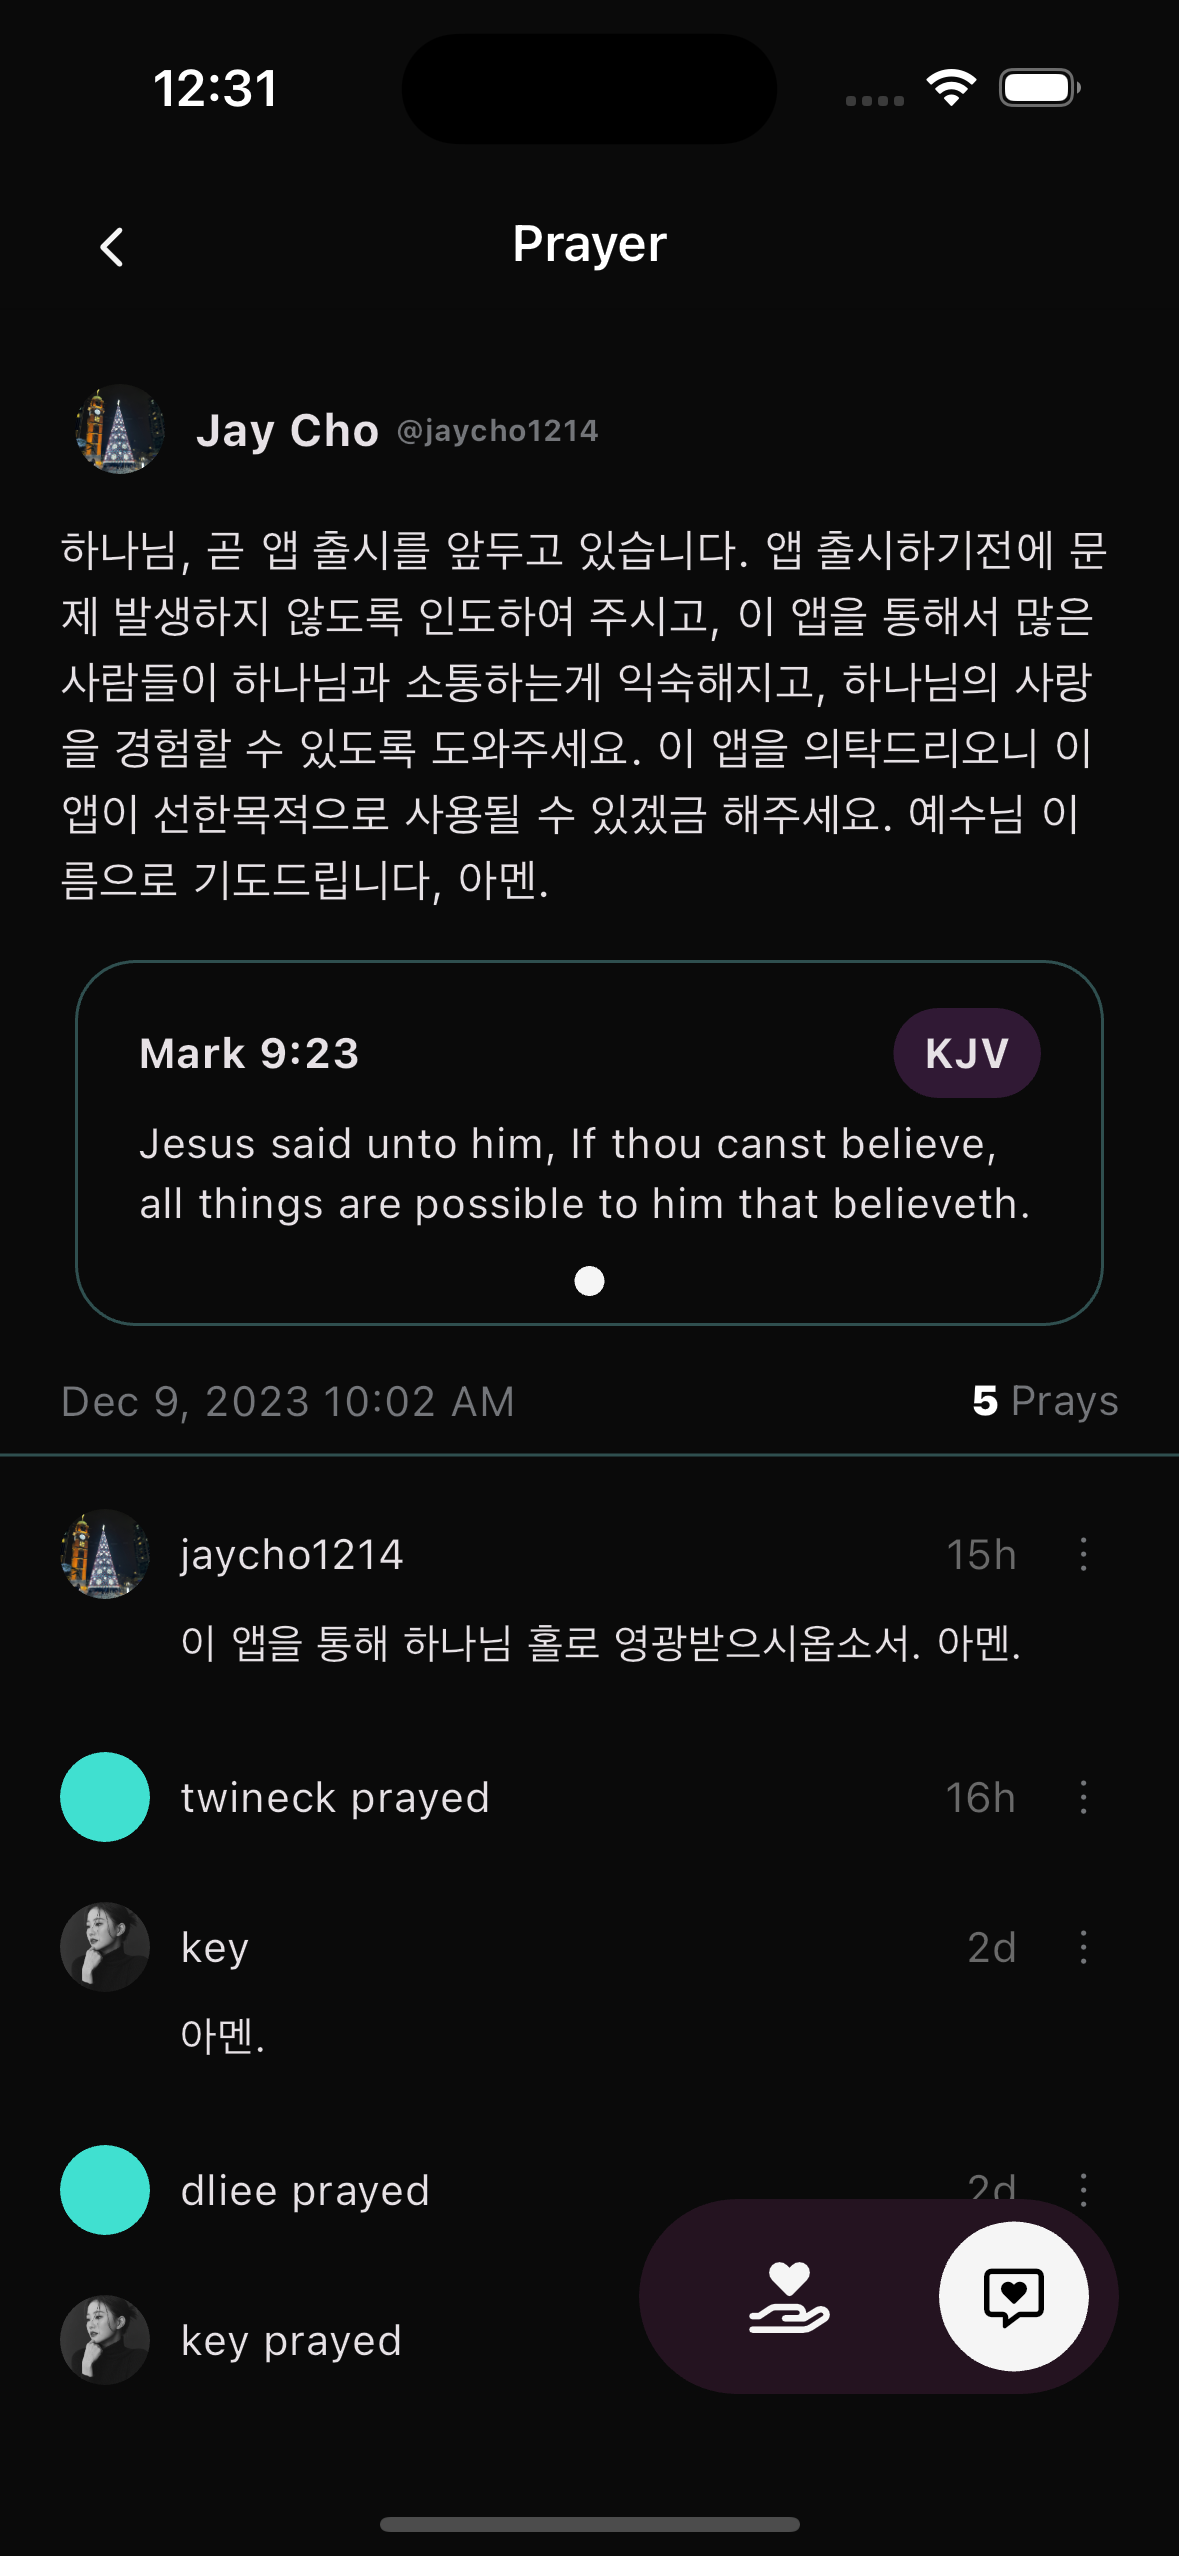 12:31
Prayer
Jay Cho @jaycho1214
하나님, 곧 앱 출시를 앞두고 있습니다. 앱 출시하기전에 문
제 발생하지 않도록 인도하여 주시고, 이 앱을 통해서 많은
사람들이 하나님과 소통하는게 익숙해지고, 하나님의 사랑
을 경험할 수 있도록 도와주세요. 이 앱을 의탁드리오니 이
앱이 선한목적으로 사용될 수 있겠금 해주세요. 예수님 이
름으로 기도드립니다, 아멘.
Mark 9:23 KJV
Jesus said unto him, If thou canst believe,
all things are possible to him that believeth.
Dec 9, 2023 10:02 AM 5 Prays
jaycho1214 15h
이 앱을 통해 하나님 홀로 영광받으시옵소서. 아멘.
twineck prayed 16h
key 2d
아멘.
dliee prayed 2d
key prayed